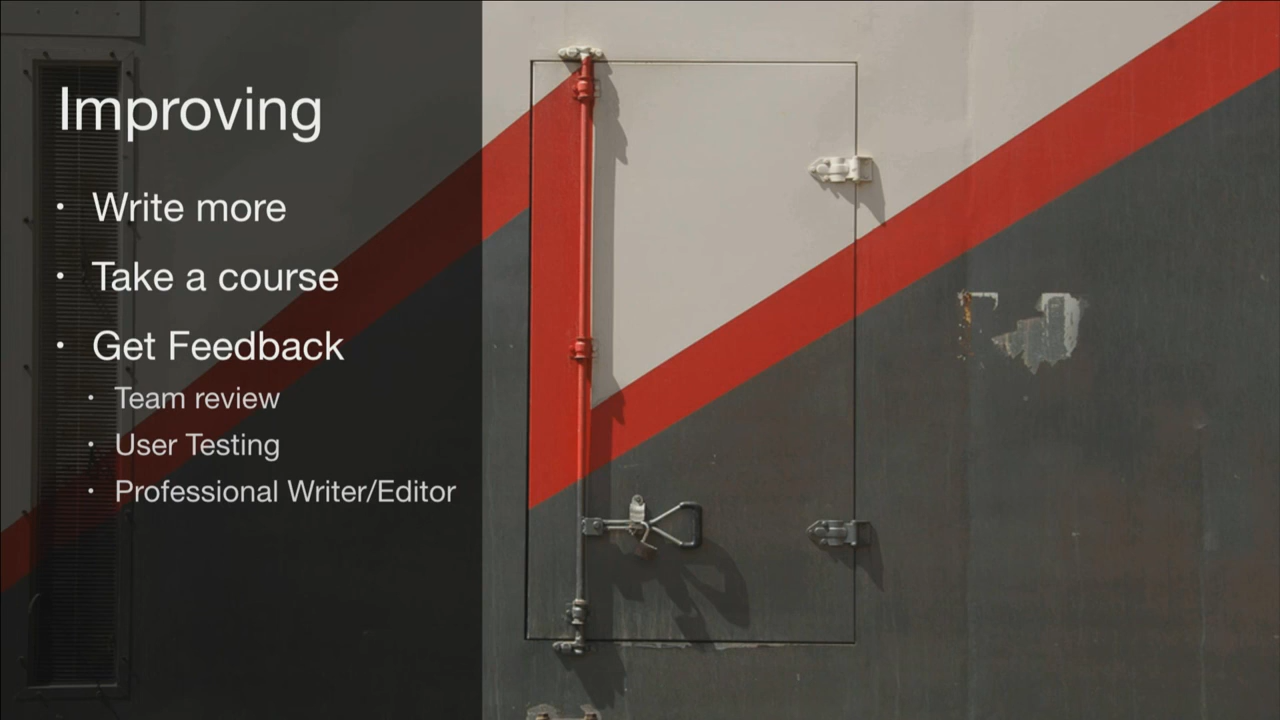 Improving
• Write more
• Take a course
• Get Feedback
• Team review
• User Testing
• Professional Writer/Editor